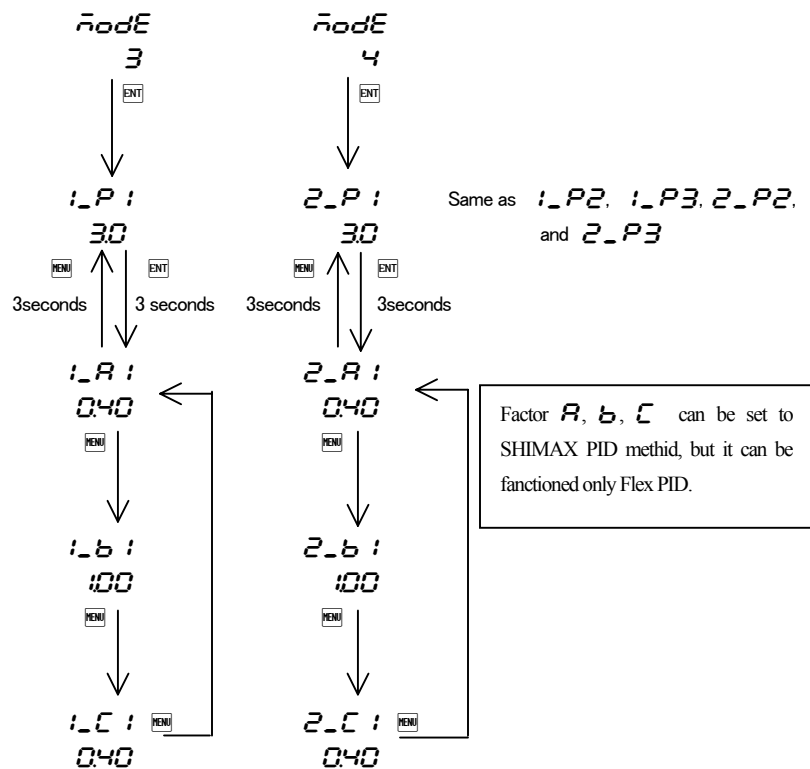 modE modE
3 4
ENT ENT
1_P1 2_P1 Same as 1_P2, 1_P3, 2_P2,
3.0 3.0 and 2_P3
MENU ENT MENU ENT
3seconds 3 seconds 3seconds 3seconds
1_A1 2_A1
0.40 0.40
Factor A, b, C can be set to
MENU MENU SHIMAX PID methid, but it can be
fanctioned only Flex PID.
1_b1 2_b1
1.00 1.00
MENU MENU
1_C1 MENU 2_C1 MENU
0.40 0.40